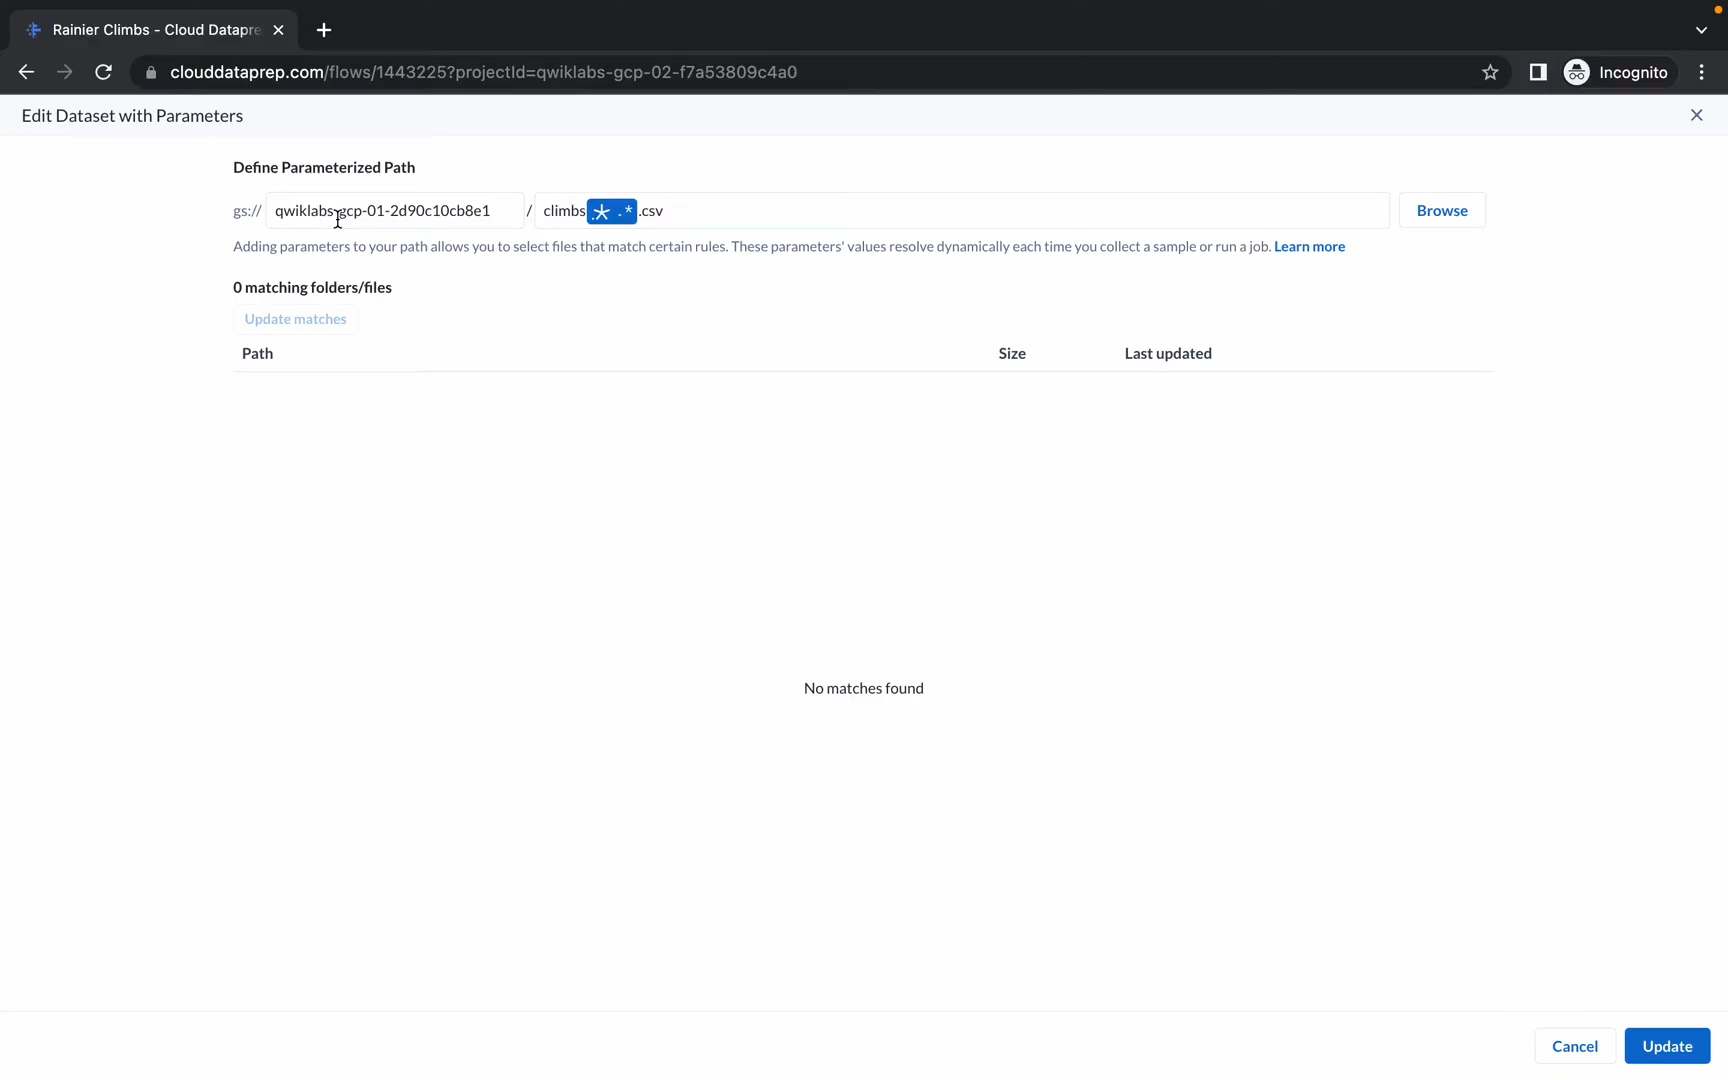 Rainier Climbs - Cloud Datapre
clouddataprep.com/flows/1443225?projectId=qwiklabs-gcp-02-f7a53809c4a0
Incognito
Edit Dataset with Parameters
Define Parameterized Path
gs:// qwiklabs-gcp-01-2d90c10cb8e1 / climbs .* .csv Browse
Adding parameters to your path allows you to select files that match certain rules. These parameters' values resolve dynamically each time you collect a sample or run a job. Learn more
0 matching folders/files
Update matches
Path Size Last updated
No matches found
Cancel Update